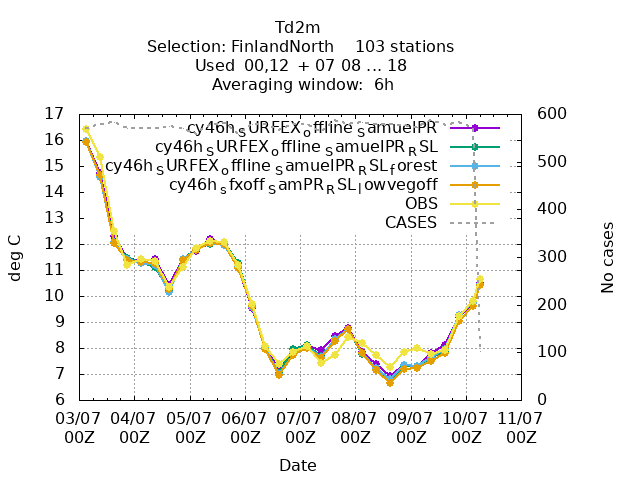 Td2m
Selection: FinlandNorth 103 stations
Used 00,12 + 07 08 ... 18
Averaging window: 6h
deg C
17
16
15
14
13
12
11
10
9
8
7
6
cy46h_SURFEX_offline_SamuelPR
cy46h_SURFEX_offline_SamuelPR_RSL
cy46h_SURFEX_offline_SamuelPR_RSL_forest
cy46h_sfxoff_SamPR_RSL_lowvegoff
OBS
CASES
600
500
400
300
200
100
0
No cases
03/07 04/07 05/07 06/07 07/07 08/07 09/07 10/07 11/07
00Z 00Z 00Z 00Z 00Z 00Z 00Z 00Z 00Z
Date